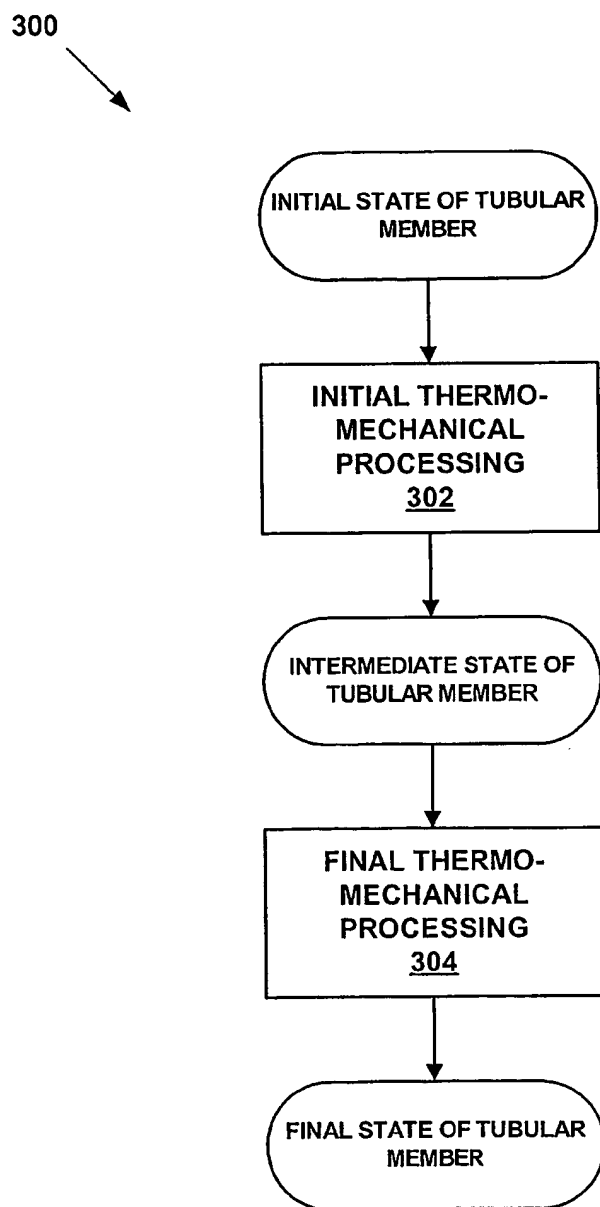 300
INITIAL STATE OF TUBULAR
MEMBER
INITIAL THERMO-
MECHANICAL
PROCESSING
302
INTERMEDIATE STATE OF
TUBULAR MEMBER
FINAL THERMO-
MECHANICAL
PROCESSING
304
FINAL STATE OF TUBULAR
MEMBER